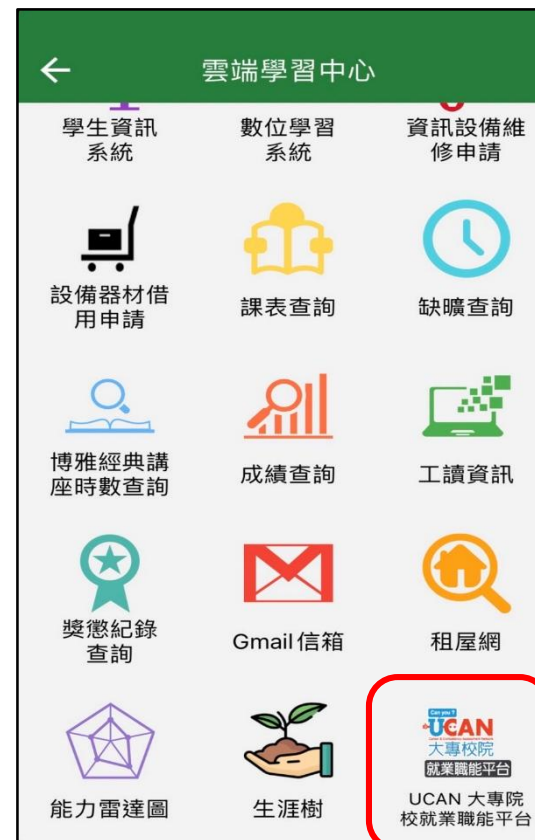 雲端學習中心
學生資訊
系統
數位學習
系統
資訊設備維
修申請
設備器材借
用申請
課表查詢
缺曠查詢
博雅經典講
座時數查詢
成績查詢
工讀資訊
獎懲紀錄
查詢
Gmail 信箱
租屋網
能力雷達圖
生涯樹
Can you ?
UCAN
大專校院
就業職能平台
UCAN 大專院
校就業職能平台